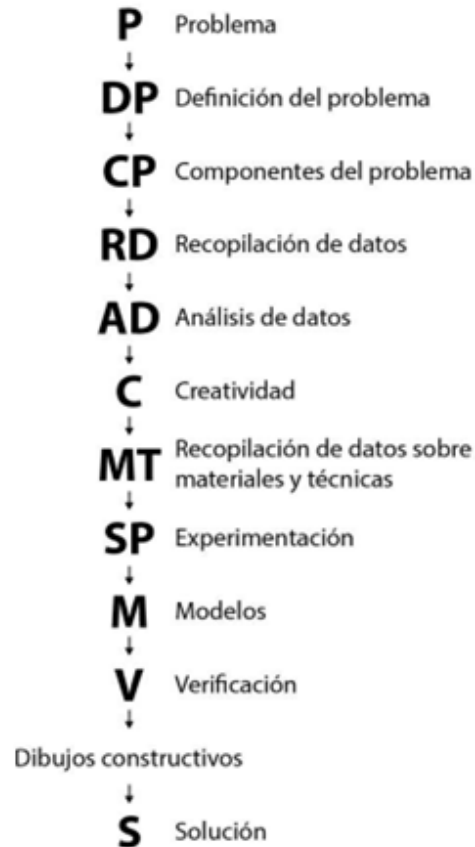 P Problema
DP Definición del problema
CP Componentes del problema
RD Recopilación de datos
AD Análisis de datos
C Creatividad
MT Recopilación de datos sobre
materiales y técnicas
SP Experimentación
M Modelos
V Verificación
Dibujos constructivos
S Solución